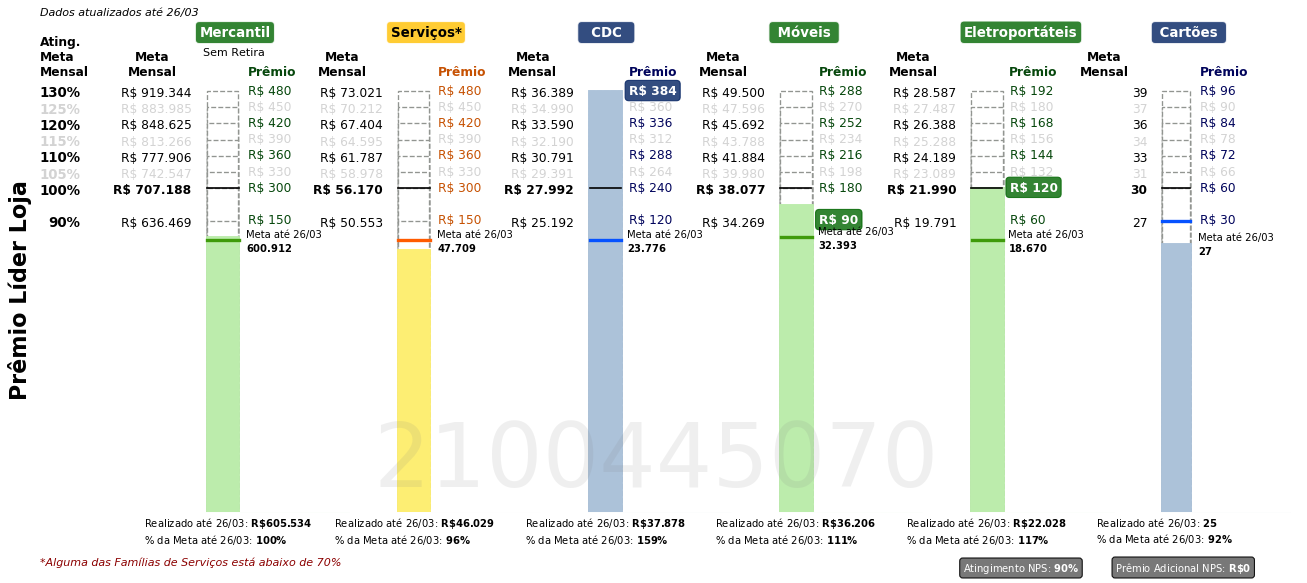 Dados atualizados até 26/03
Mercantil Serviços* CDC Móveis Eletroportáteis Cartões
Sem Retira
Ating. Meta Mensal Meta Mensal Prêmio Meta Mensal Prêmio Meta Mensal Prêmio Meta Mensal Prêmio Meta Mensal Prêmio Meta Mensal Prêmio
130% R$ 919.344 R$ 480 R$ 73.021 R$ 480 R$ 36.389 R$ 384 R$ 49.500 R$ 288 R$ 28.587 R$ 192 39 R$ 96
125% R$ 883.985 R$ 450 R$ 70.212 R$ 450 R$ 34.990 R$ 360 R$ 47.596 R$ 270 R$ 27.487 R$ 180 37 R$ 90
120% R$ 848.625 R$ 420 R$ 67.404 R$ 420 R$ 33.590 R$ 336 R$ 45.692 R$ 252 R$ 26.388 R$ 168 36 R$ 84
115% R$ 813.266 R$ 390 R$ 64.595 R$ 390 R$ 32.190 R$ 312 R$ 43.788 R$ 234 R$ 25.288 R$ 156 34 R$ 78
110% R$ 777.906 R$ 360 R$ 61.787 R$ 360 R$ 30.791 R$ 288 R$ 41.884 R$ 216 R$ 24.189 R$ 144 33 R$ 72
105% R$ 742.547 R$ 330 R$ 58.978 R$ 330 R$ 29.391 R$ 264 R$ 39.980 R$ 198 R$ 23.089 R$ 132 31 R$ 66
100% R$ 707.188 R$ 300 R$ 56.170 R$ 300 R$ 27.992 R$ 240 R$ 38.077 R$ 180 R$ 21.990 R$ 120 30 R$ 60
90% R$ 636.469 R$ 150 R$ 50.553 R$ 150 R$ 25.192 R$ 120 R$ 34.269 R$ 90 R$ 19.791 R$ 60 27 R$ 30
Meta até 26/03 Meta até 26/03 Meta até 26/03 Meta até 26/03 Meta até 26/03 Meta até 26/03
600.912 47.709 23.776 32.393 18.670 27
Prêmio Líder Loja
2100445070
Realizado até 26/03: R$605.534 Realizado até 26/03: R$46.029 Realizado até 26/03: R$37.878 Realizado até 26/03: R$36.206 Realizado até 26/03: R$22.028 Realizado até 26/03: 25
% da Meta até 26/03: 100% % da Meta até 26/03: 96% % da Meta até 26/03: 159% % da Meta até 26/03: 111% % da Meta até 26/03: 117% % da Meta até 26/03: 92%
*Alguma das Famílias de Serviços está abaixo de 70%
Atingimento NPS: 90% Prêmio Adicional NPS: R$0